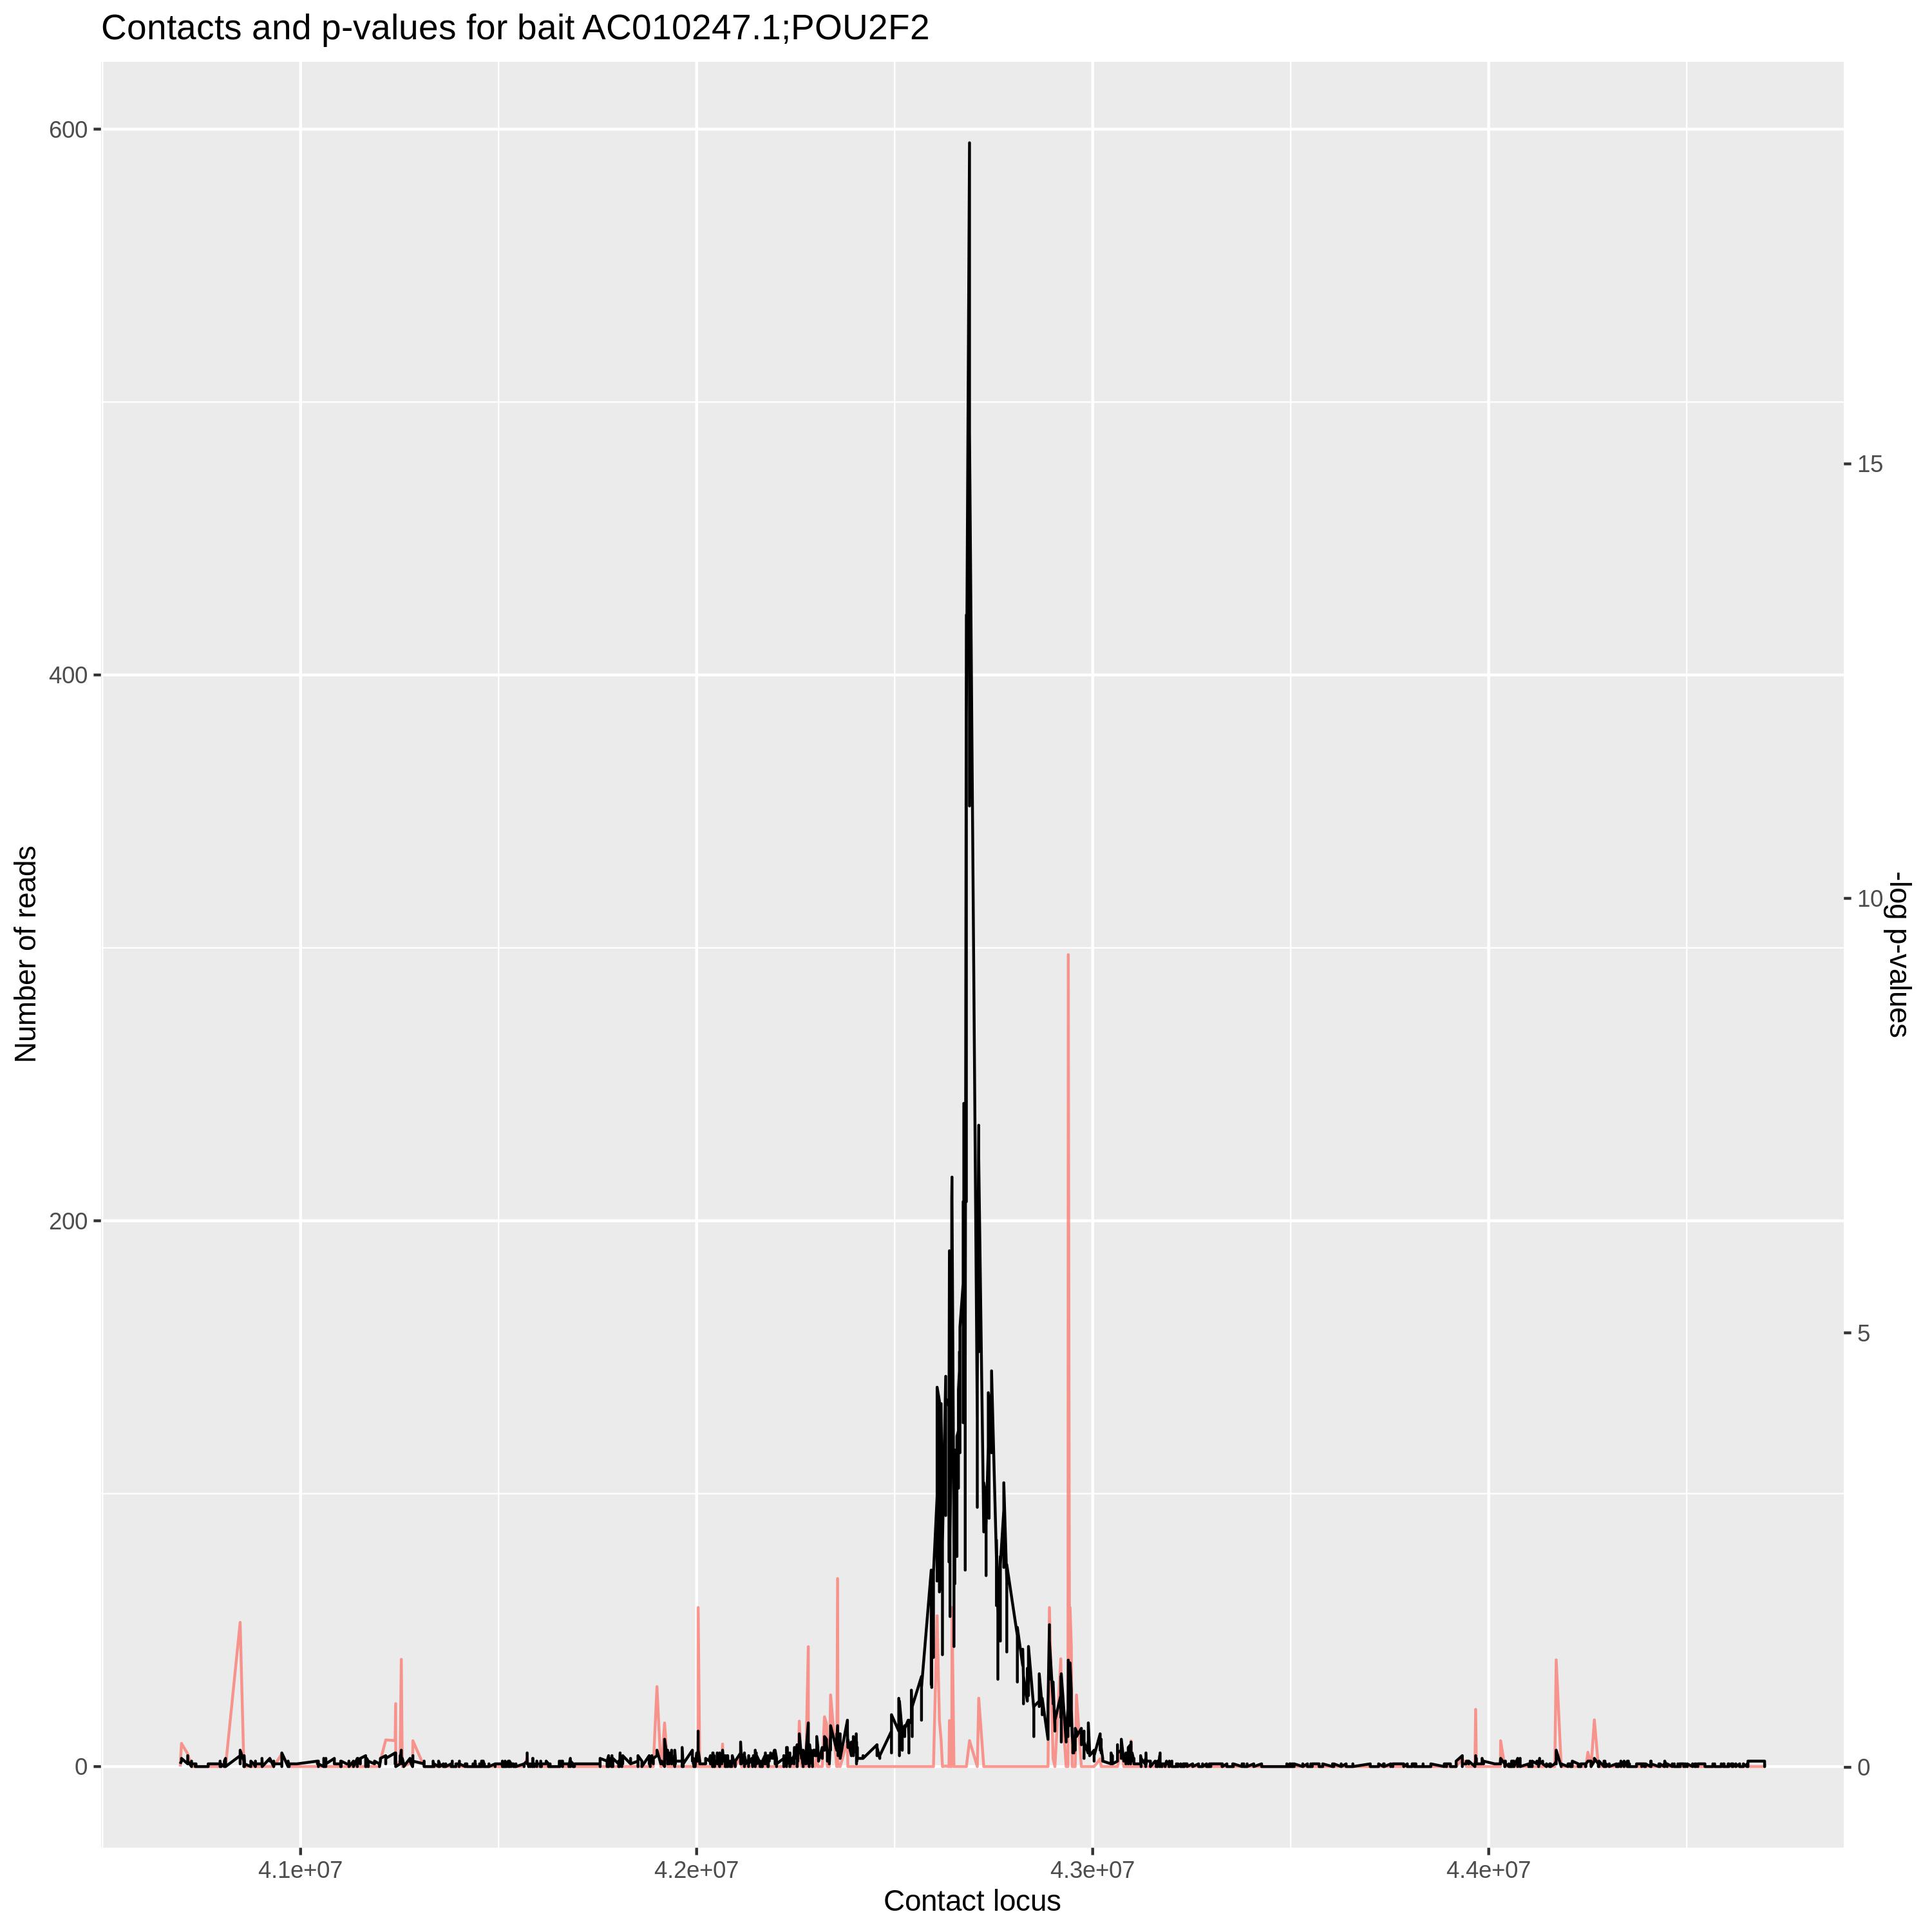 Contacts and p-values for bait AC010247.1;POU2F2
600
400
200
0
Number of reads
15
10
5
0
-log p-values
4.1e+07
4.2e+07
4.3e+07
4.4e+07
Contact locus